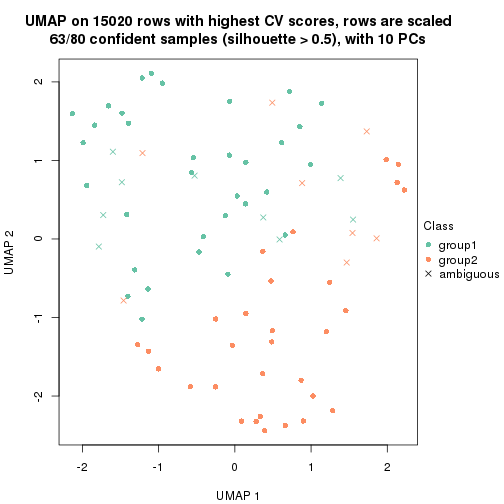 UMAP on 15020 rows with highest CV scores, rows are scaled
63/80 confident samples (silhouette > 0.5), with 10 PCs
2
1
0
-1
-2
UMAP 2
-2
-1
0
1
2
UMAP 1
Class
group1
group2
ambiguous